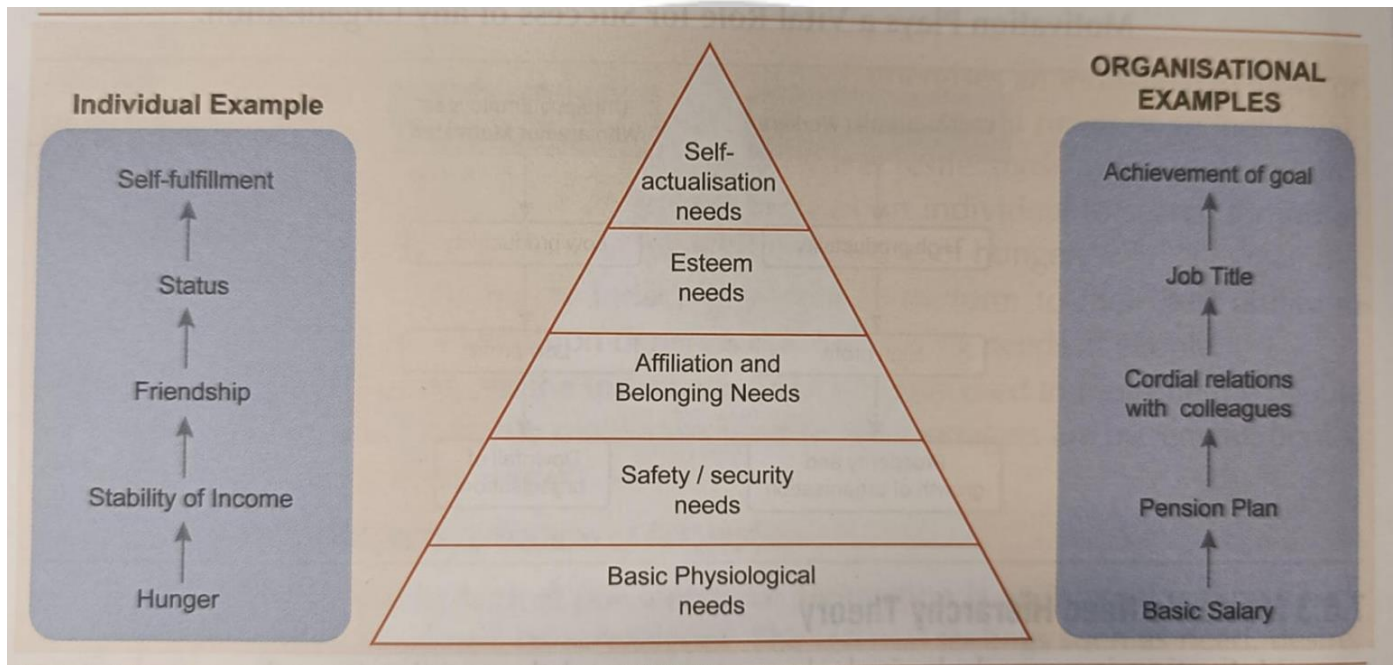 Individual Example
Self-fulfillment
Status
Friendship
Stability of Income
Hunger
Self-
actualisation
needs
Esteem
needs
Affiliation and
Belonging Needs
Safety / security
needs
Basic Physiological
needs
ORGANISATIONAL
EXAMPLES
Achievement of goal
Job Title
Cordial relations
with colleagues
Pension Plan
Basic Salary